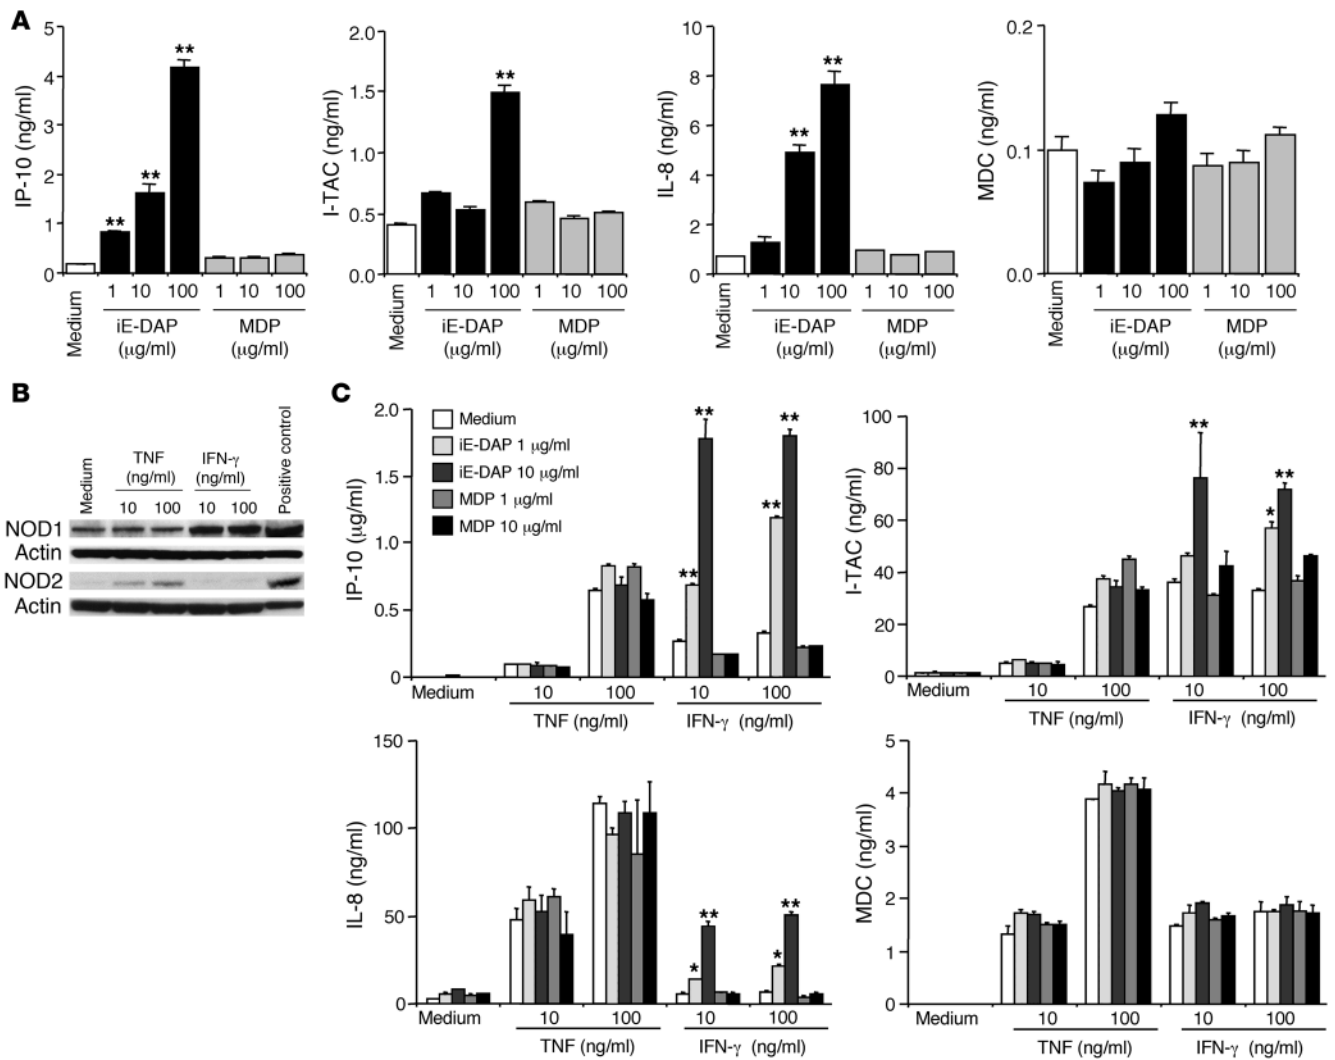 A
IP-10 (ng/ml)
5
4
3
2
1
0
**
**
**
Medium
1 10 100 1 10 100
iE-DAP MDP
(μg/ml) (μg/ml)
I-TAC (ng/ml)
2.0
1.5
1.0
0.5
0.0
**
Medium
1 10 100 1 10 100
iE-DAP MDP
(μg/ml) (μg/ml)
IL-8 (ng/ml)
10
8
6
4
2
0
**
**
Medium
1 10 100 1 10 100
iE-DAP MDP
(μg/ml) (μg/ml)
MDC (ng/ml)
0.2
0.1
0.0
Medium
1 10 100 1 10 100
iE-DAP MDP
(μg/ml) (μg/ml)
B
Medium
TNF IFN-γ
(ng/ml) (ng/ml)
Positive control
10 100 10 100
NOD1
Actin
NOD2
Actin
C
IP-10 (μg/ml)
2.0
1.5
1.0
0.5
0
Medium
iE-DAP 1 μg/ml
iE-DAP 10 μg/ml
MDP 1 μg/ml
MDP 10 μg/ml
**
**
**
**
Medium 10 100 10 100
TNF (ng/ml) IFN-γ (ng/ml)
I-TAC (ng/ml)
100
80
60
40
20
0
**
*
**
Medium 10 100 10 100
TNF (ng/ml) IFN-γ (ng/ml)
IL-8 (ng/ml)
150
100
50
0
*
**
*
**
Medium 10 100 10 100
TNF (ng/ml) IFN-γ (ng/ml)
MDC (ng/ml)
5
4
3
2
1
0
Medium 10 100 10 100
TNF (ng/ml) IFN-γ (ng/ml)